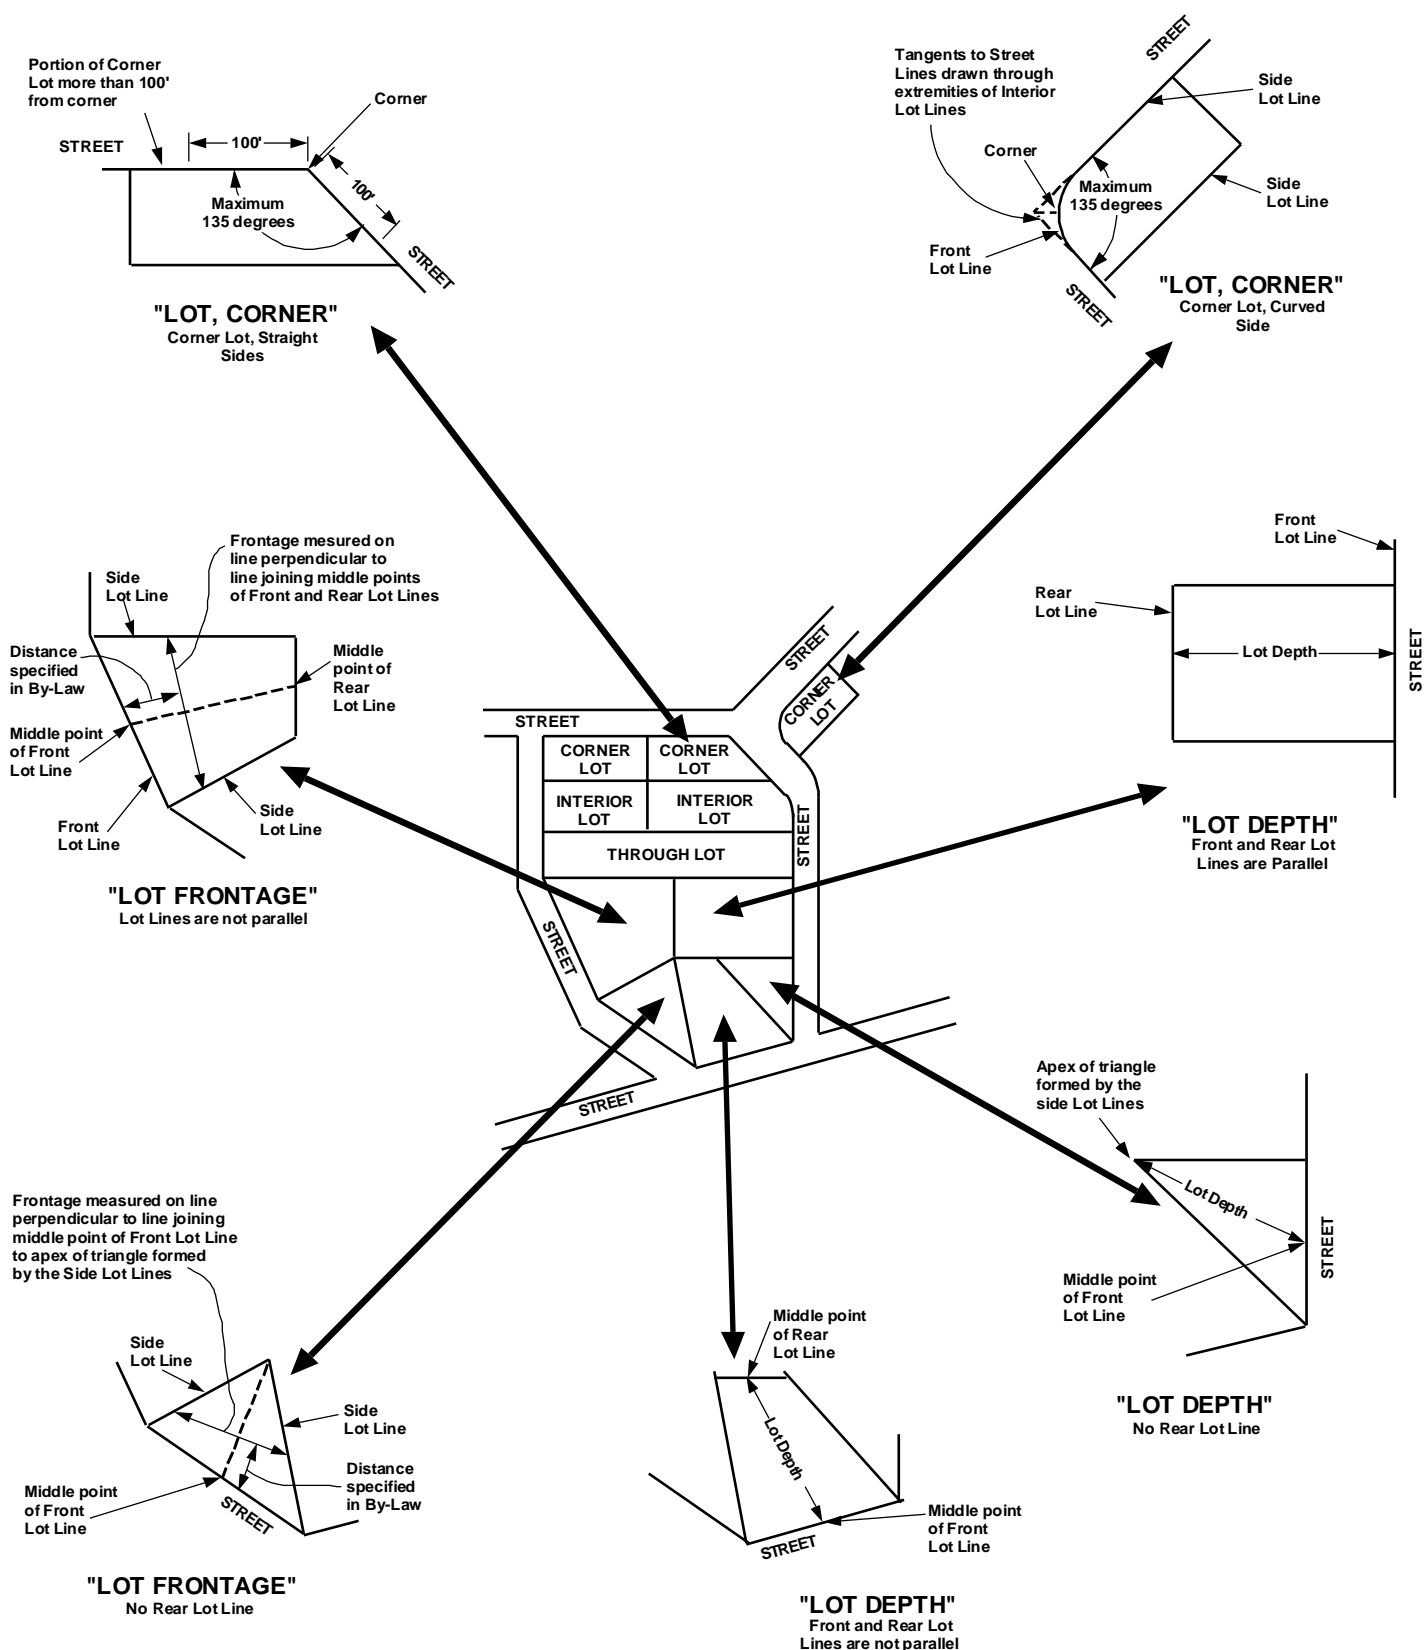 Portion of Corner
Lot more than 100'
from corner
Corner
STREET
100'
100'
Maximum
135 degrees
STREET
"LOT, CORNER"
Corner Lot, Straight
Sides
STREET
Tangents to Street
Lines drawn through
extremities of Interior
Lot Lines
Side
Lot Line
Corner
Maximum
135 degrees
Side
Lot Line
Front
Lot Line
STREET
"LOT, CORNER"
Corner Lot, Curved
Side
Frontage mesured on
line perpendicular to
line joining middle points
of Front and Rear Lot Lines
Side
Lot Line
Distance
specified
in By-Law
Middle
point of
Rear
Lot Line
Middle point
of Front
Lot Line
Side
Lot Line
Front
Lot Line
"LOT FRONTAGE"
Lot Lines are not parallel
Front
Lot Line
Rear
Lot Line
Lot Depth
STREET
"LOT DEPTH"
Front and Rear Lot
Lines are Parallel
STREET
STREET
CORNER
LOT
CORNER
LOT
CORNER
LOT
INTERIOR
LOT
INTERIOR
LOT
STREET
THROUGH LOT
STREET
STREET
Apex of triangle
formed by the
side Lot Lines
Lot Depth
STREET
Middle point
of Front
Lot Line
"LOT DEPTH"
No Rear Lot Line
Frontage measured on line
perpendicular to line joining
middle point of Front Lot Line
to apex of triangle formed
by the Side Lot Lines
Side
Lot Line
Side
Lot Line
Distance
specified
in By-Law
Middle point
of Front
Lot Line
STREET
"LOT FRONTAGE"
No Rear Lot Line
Middle point
of Rear
Lot Line
Lot Depth
Middle point
of Front
Lot Line
STREET
"LOT DEPTH"
Front and Rear Lot
Lines are not parallel